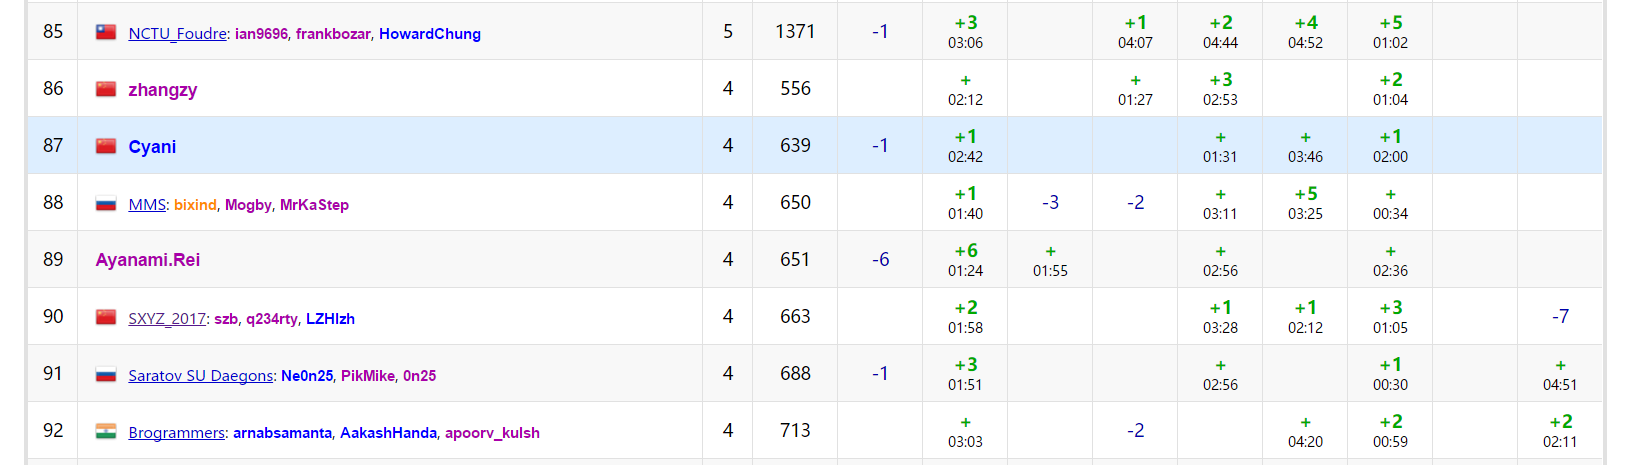 85 NCTU_Foudre: ian9696, frankbozar, HowardChung 5 1371 -1 +3 +1 +2 +4 +5
03:06 04:07 04:44 04:52 01:02
86 zhangzy 4 556 + + +3 +2
02:12 01:27 02:53 01:04
87 Cyani 4 639 -1 +1 + + +1
02:42 01:31 03:46 02:00
88 MMS: bixind, Mogby, MrKaStep 4 650 +1 -3 -2 + +5 +
01:40 03:11 03:25 00:34
89 Ayanami.Rei 4 651 -6 +6 + + +
01:24 01:55 02:56 02:36
90 SXYZ_2017: szb, q234rty, LZHlzh 4 663 +2 +1 +1 +3 -7
01:58 03:28 02:12 01:05
91 Saratov SU Daegons: Ne0n25, PikMike, 0n25 4 688 -1 +3 + +1 +
01:51 02:56 00:30 04:51
92 Brogrammers: arnabsamanta, AakashHanda, apoorv_kulsh 4 713 + -2 + +2 +2
03:03 04:20 00:59 02:11